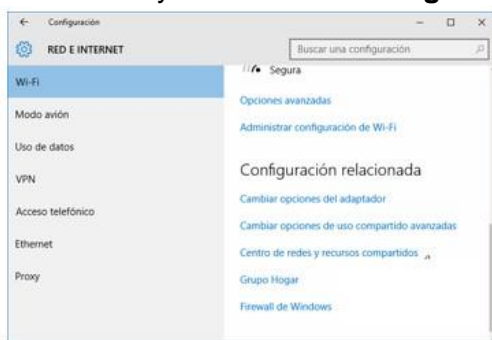 Configuración
RED E INTERNET
Buscar una configuración
Wi-Fi
Modo avión
Uso de datos
VPN
Acceso telefónico
Ethernet
Proxy
Segura
Opciones avanzadas
Administrar configuración de Wi-Fi
Configuración relacionada
Cambiar opciones del adaptador
Cambiar opciones de uso compartido avanzadas
Centro de redes y recursos compartidos
Grupo Hogar
Firewall de Windows